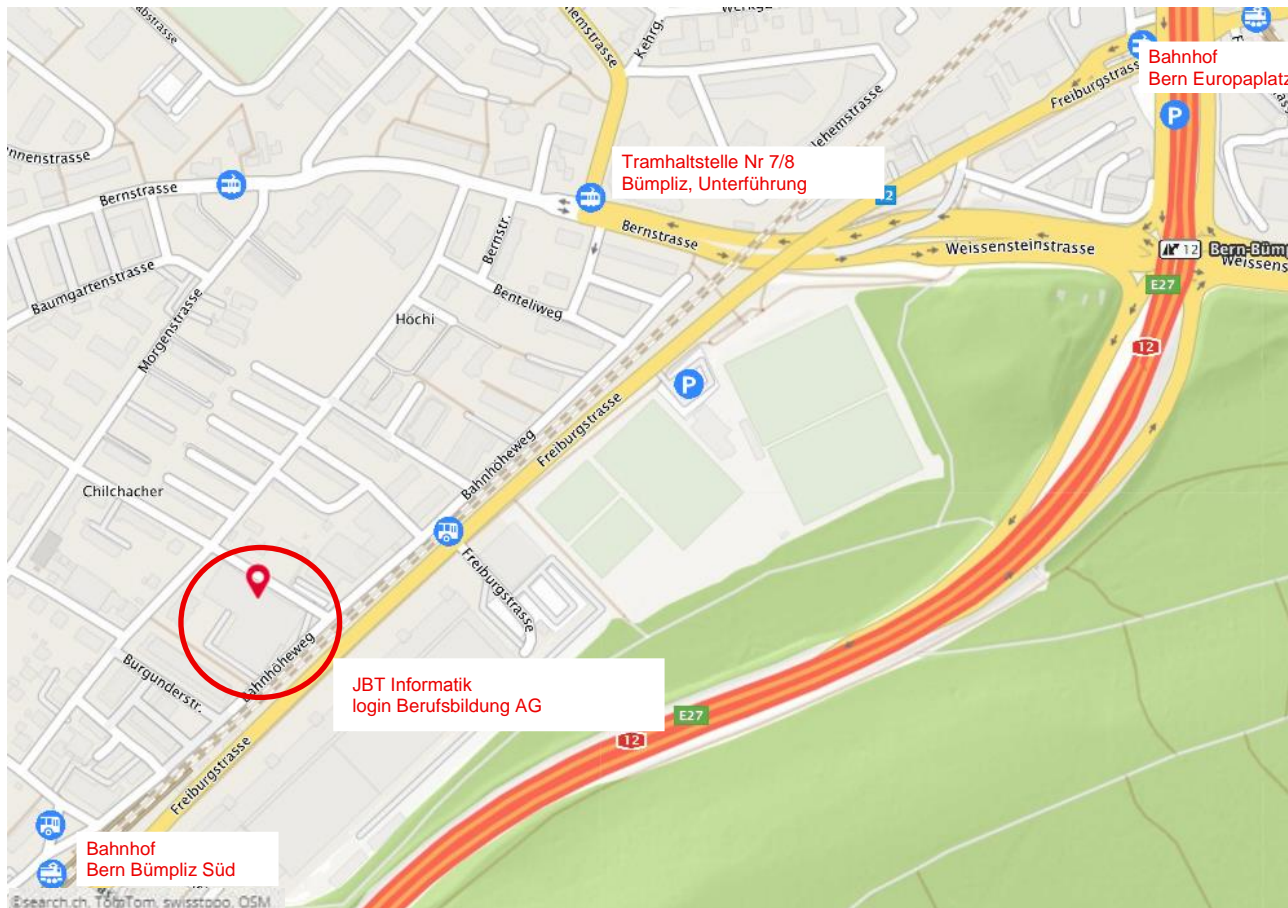 Bahnhof
Bern Europaplatz
Freiburgstrasse
Kehrg.
Tramhaltstelle Nr 7/8
Bümpliz, Unterführung
Bernstrasse
Bernstr.
Bernstrasse
Weissensteinstrasse
12
E27
12
Baumgartenstrasse
Morgenstrasse
Benteliweg
Höchi
P
P
Bahnhöheweg
Freiburgstrasse
Chilchacher
Freiburgstrasse
Burgunderstr.
Bahnhöheweg
JBT Informatik
login Berufsbildung AG
E27
12
Freiburgstrasse
Bahnhof
Bern Bümpliz Süd
©search.ch, TomTom, swisstopo, OSM